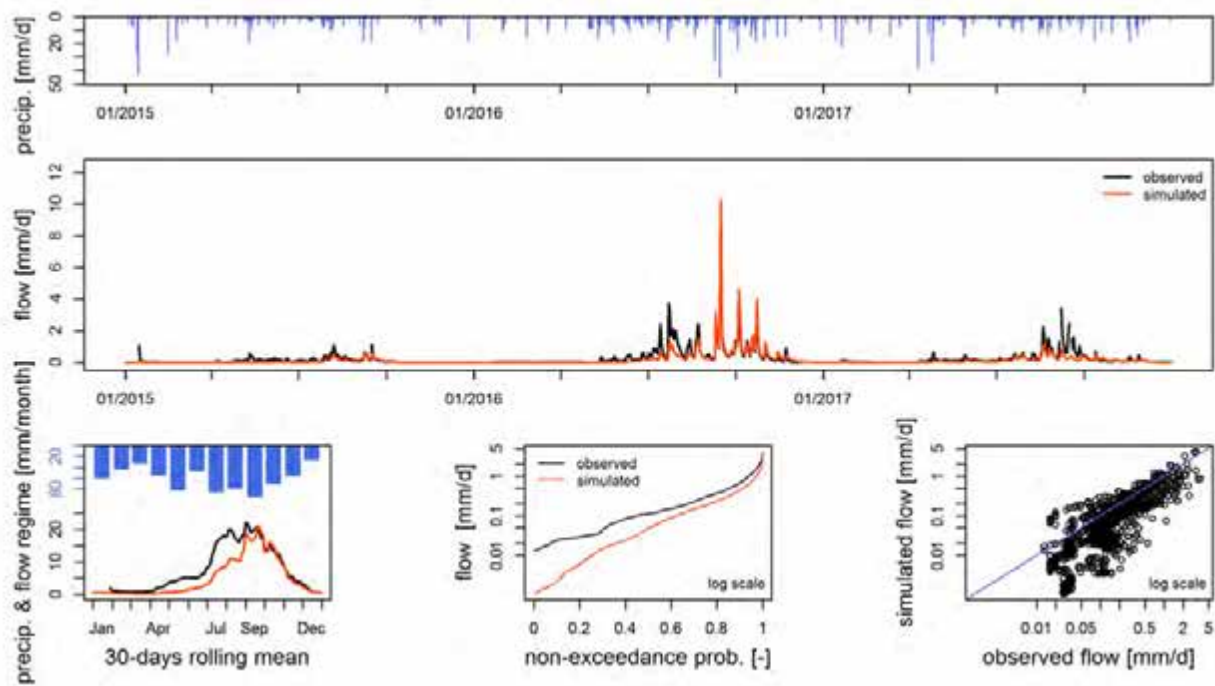 precip. [mm/d]
0
20
50
01/2015
01/2016
01/2017
flow [mm/d]
12
10
8
6
4
2
0
observed
simulated
01/2015
01/2016
01/2017
precip. & flow regime [mm/month]
20
80
20
10
0
Jan Apr Jul Sep Dec
30-days rolling mean
flow [mm/d]
5
1
0.1
0.01
observed
simulated
log scale
0 0.2 0.4 0.6 0.8 1
non-exceedance prob. [-]
simulated flow [mm/d]
5
1
0.1
0.01
log scale
0.01 0.05 0.5 2 5
observed flow [mm/d]